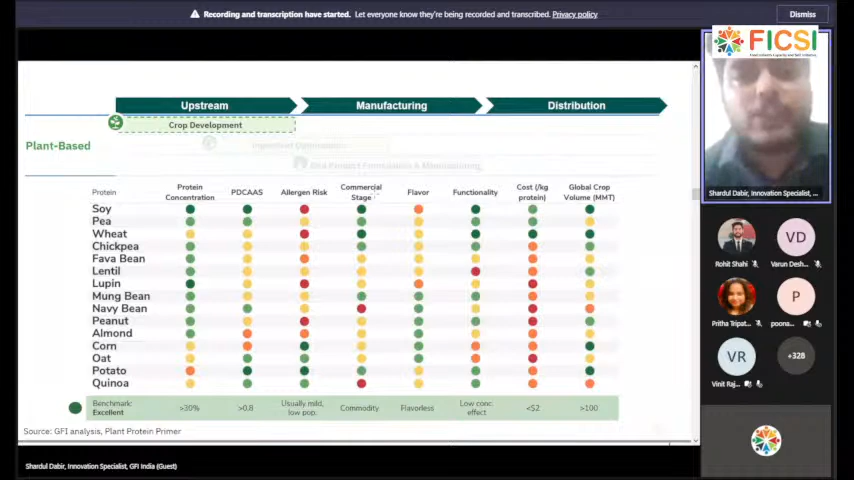 Recording and transcription have started. Let everyone know they're being recorded and transcribed. Privacy policy
Dismiss
FICSI
Upstream
Manufacturing
Distribution
Crop Development
Plant-Based
End Product Formulation & Manufacturing
Protein
Protein Concentration
PDCAAS
Allergen Risk
Commercial Stage
Flavor
Functionality
Cost (/kg protein)
Global Crop Volume (MMT)
Soy
Pea
Wheat
Chickpea
Fava Bean
Lentil
Lupin
Mung Bean
Navy Bean
Peanut
Almond
Corn
Oat
Potato
Quinoa
Benchmark: Excellent
>30%
>0.8
Usually mild, low pop.
Commodity
Flavorless
Low conc. effect
<$2
>100
Source: GFI analysis, Plant Protein Primer
Shardul Dabir, Innovation Specialist, GFI India (Guest)
Shardul Dabir, Innovation Specialist, ...
Rohit Shahi
VD
Varun Desh...
Pritha Tripat...
P
poona...
VR
Vinit Raj...
+328